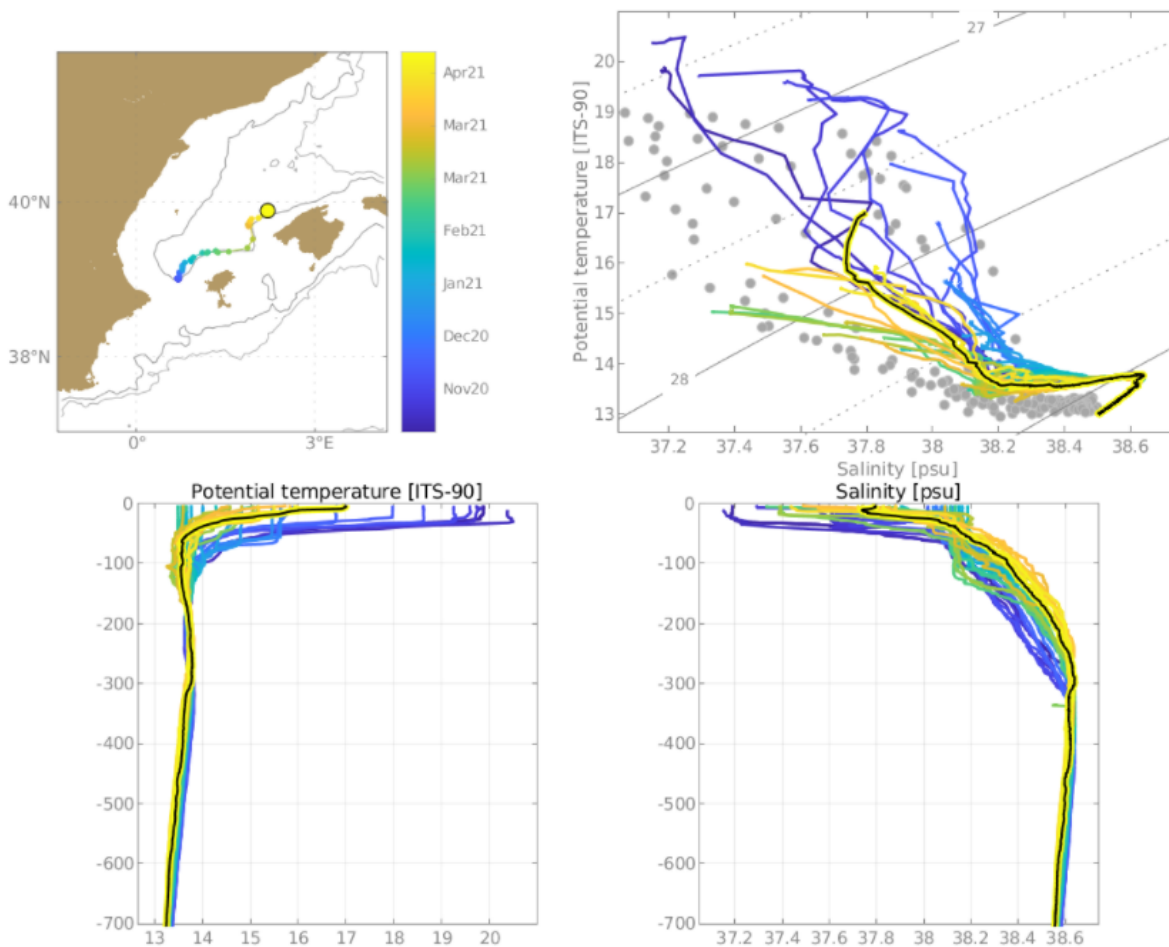 40°N
38°N
0°
3°E
Apr21
Mar21
Mar21
Feb21
Jan21
Dec20
Nov20
Potential temperature [ITS-90]
20
19
18
17
16
15
14
13
27
28
37.2 37.4 37.6 37.8 38 38.2 38.4 38.6
Salinity [psu]
Potential temperature [ITS-90]
0
-100
-200
-300
-400
-500
-600
-700
13 14 15 16 17 18 19 20
Salinity [psu]
0
-100
-200
-300
-400
-500
-600
-700
37.2 37.4 37.6 37.8 38 38.2 38.4 38.6